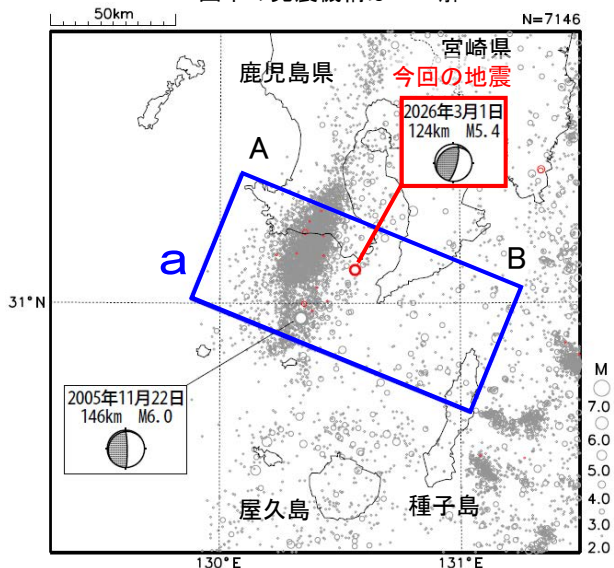 50km
N=7146
宮崎県
鹿児島県
今回の地震
2026年3月1日
124km M5.4
A
B
a
31°N
2005年11月22日
146km M6.0
屋久島
種子島
M
7.0
6.0
5.0
4.0
3.0
2.0
130°E
131°E